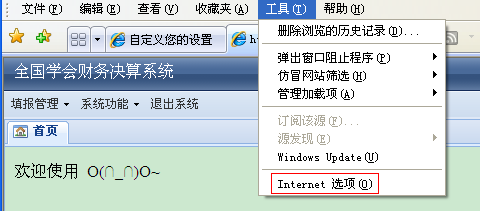 文件(F) 编辑(E) 查看(V) 收藏夹(A) 工具(T) 帮助(H)
自定义您的设置
删除浏览的历史记录(D)...
全国学会财务决算系统
弹出窗口阻止程序(P)
仿冒网站筛选(H)
管理加载项(A)
填报管理 系统功能 退出系统
订阅该源(F)...
源发现(E)
首页
Windows Update(U)
欢迎使用 O(∩_∩)O~
Internet 选项(O)